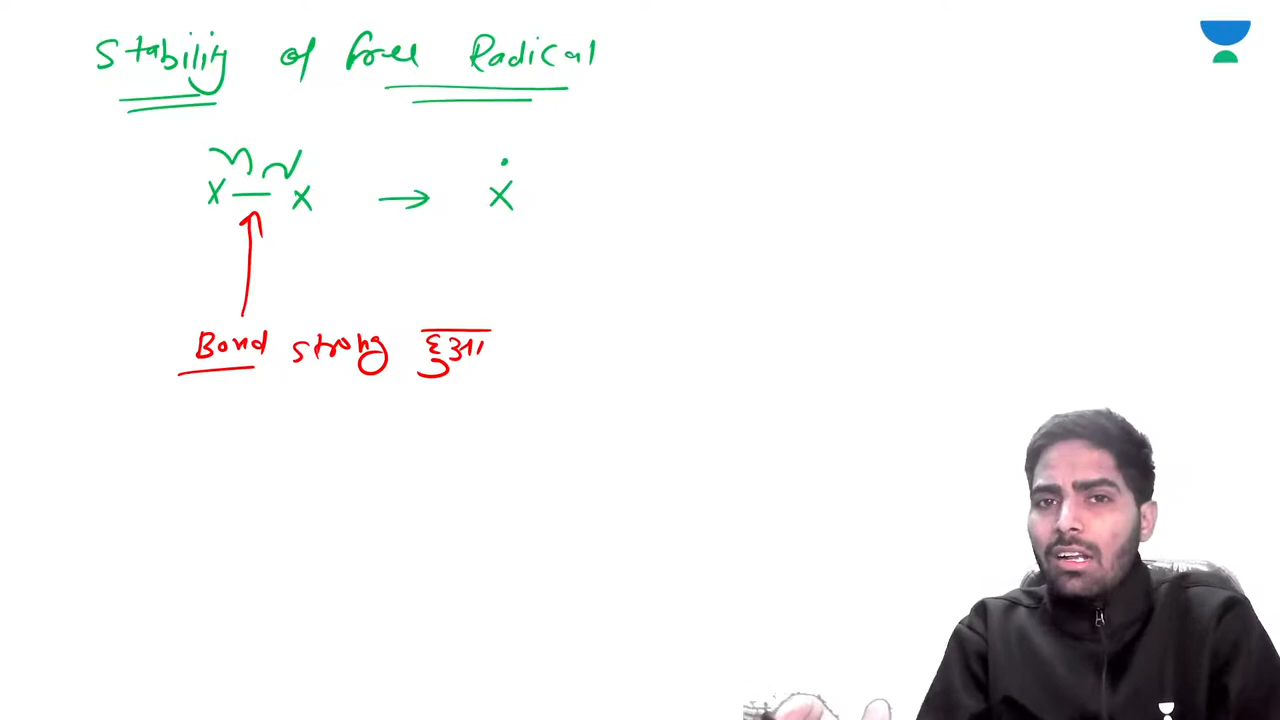 Stability of free Radical
X — X → Ẋ
Bond strong हुआ